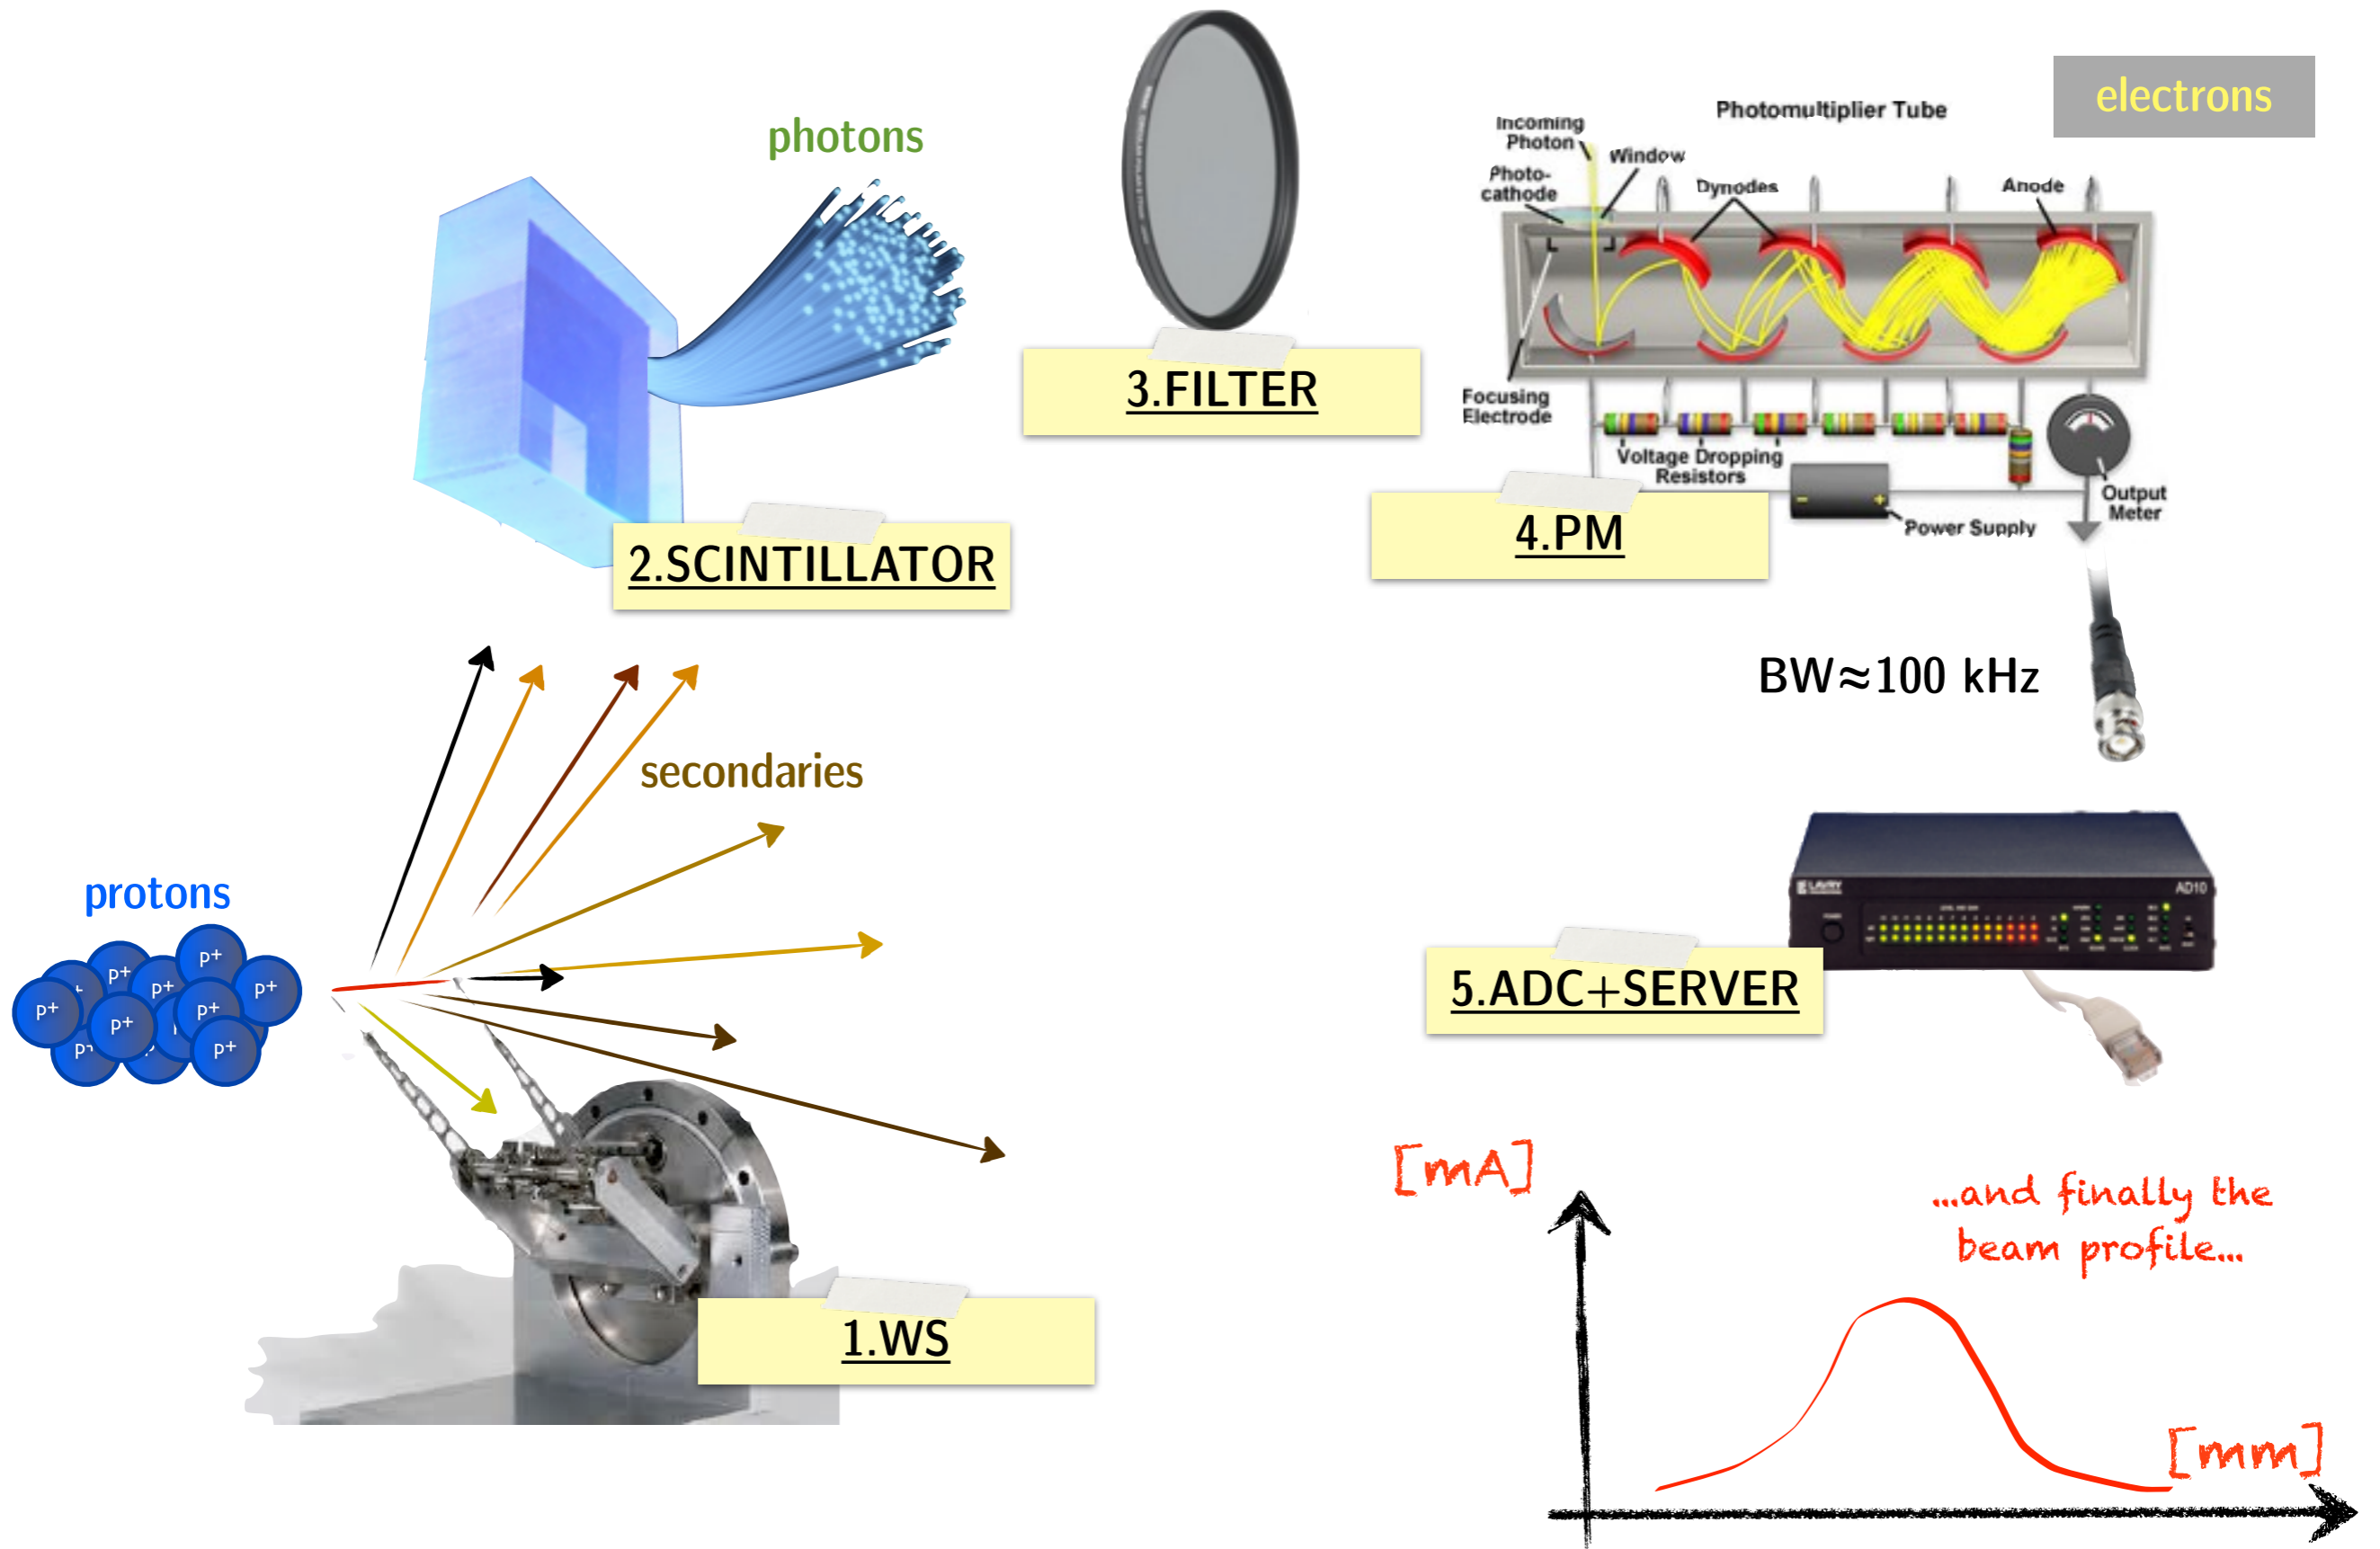 photons
electrons
Photomultiplier Tube
Incoming
Photon
Window
Photo-
cathode
Dynodes
Anode
3.FILTER
Focusing
Electrode
Voltage Dropping
Resistors
- +
Output
Meter
Power Supply
4.PM
2.SCINTILLATOR
BW≈100 kHz
secondaries
protons
P+
P+
P+
P+
P+
P+
P+
P+
LAVRY
AD10
5.ADC+SERVER
[mA]
...and finally the
beam profile...
1.WS
[mm]